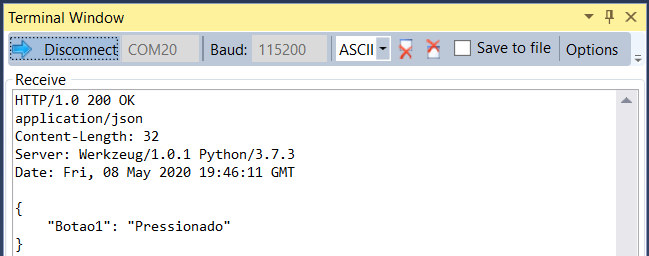 Terminal Window
Disconnect COM20 Baud: 115200 ASCII Save to file Options
Receive
HTTP/1.0 200 OK
application/json
Content-Length: 32
Server: Werkzeug/1.0.1 Python/3.7.3
Date: Fri, 08 May 2020 19:46:11 GMT
{
"Botao1": "Pressionado"
}